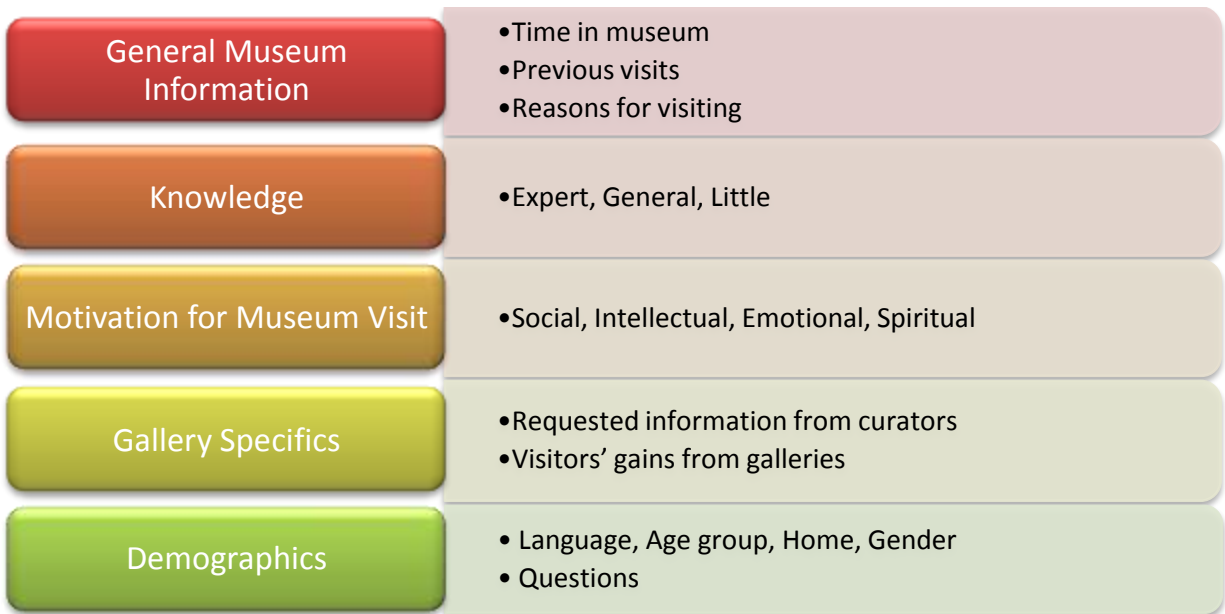 General Museum
Information
•Time in museum
•Previous visits
•Reasons for visiting
Knowledge
•Expert, General, Little
Motivation for Museum Visit
•Social, Intellectual, Emotional, Spiritual
Gallery Specifics
•Requested information from curators
•Visitors’ gains from galleries
Demographics
• Language, Age group, Home, Gender
• Questions